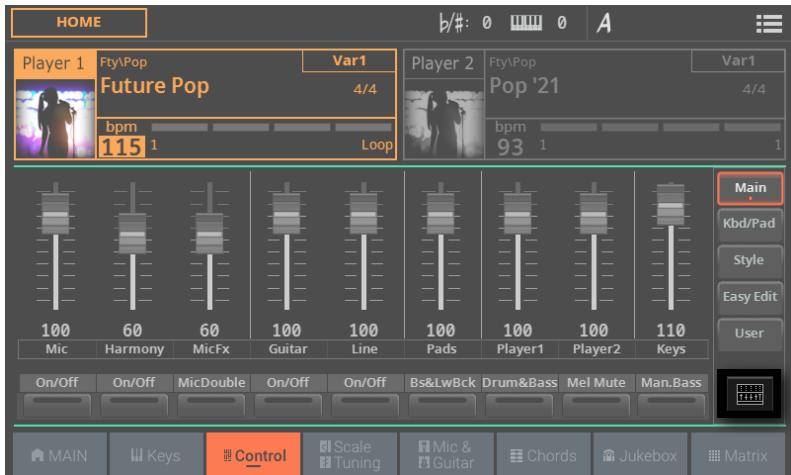 HOME ♭/♯: 0 0 A
Player 1 Fty\Pop Var1 Player 2 Fty\Pop Var1
Future Pop 4/4 Pop '21 4/4
bpm bpm
115 1 Loop 93 1 1
Main
Kbd/Pad
Style
Easy Edit
User
100 60 60 100 100 100 100 100 110
Mic Harmony MicFx Guitar Line Pads Player1 Player2 Keys
On/Off On/Off MicDouble On/Off On/Off Bs&LwBck Drum&Bass Mel Mute Man.Bass
MAIN Keys Control Scale Tuning Mic & Guitar Chords Jukebox Matrix